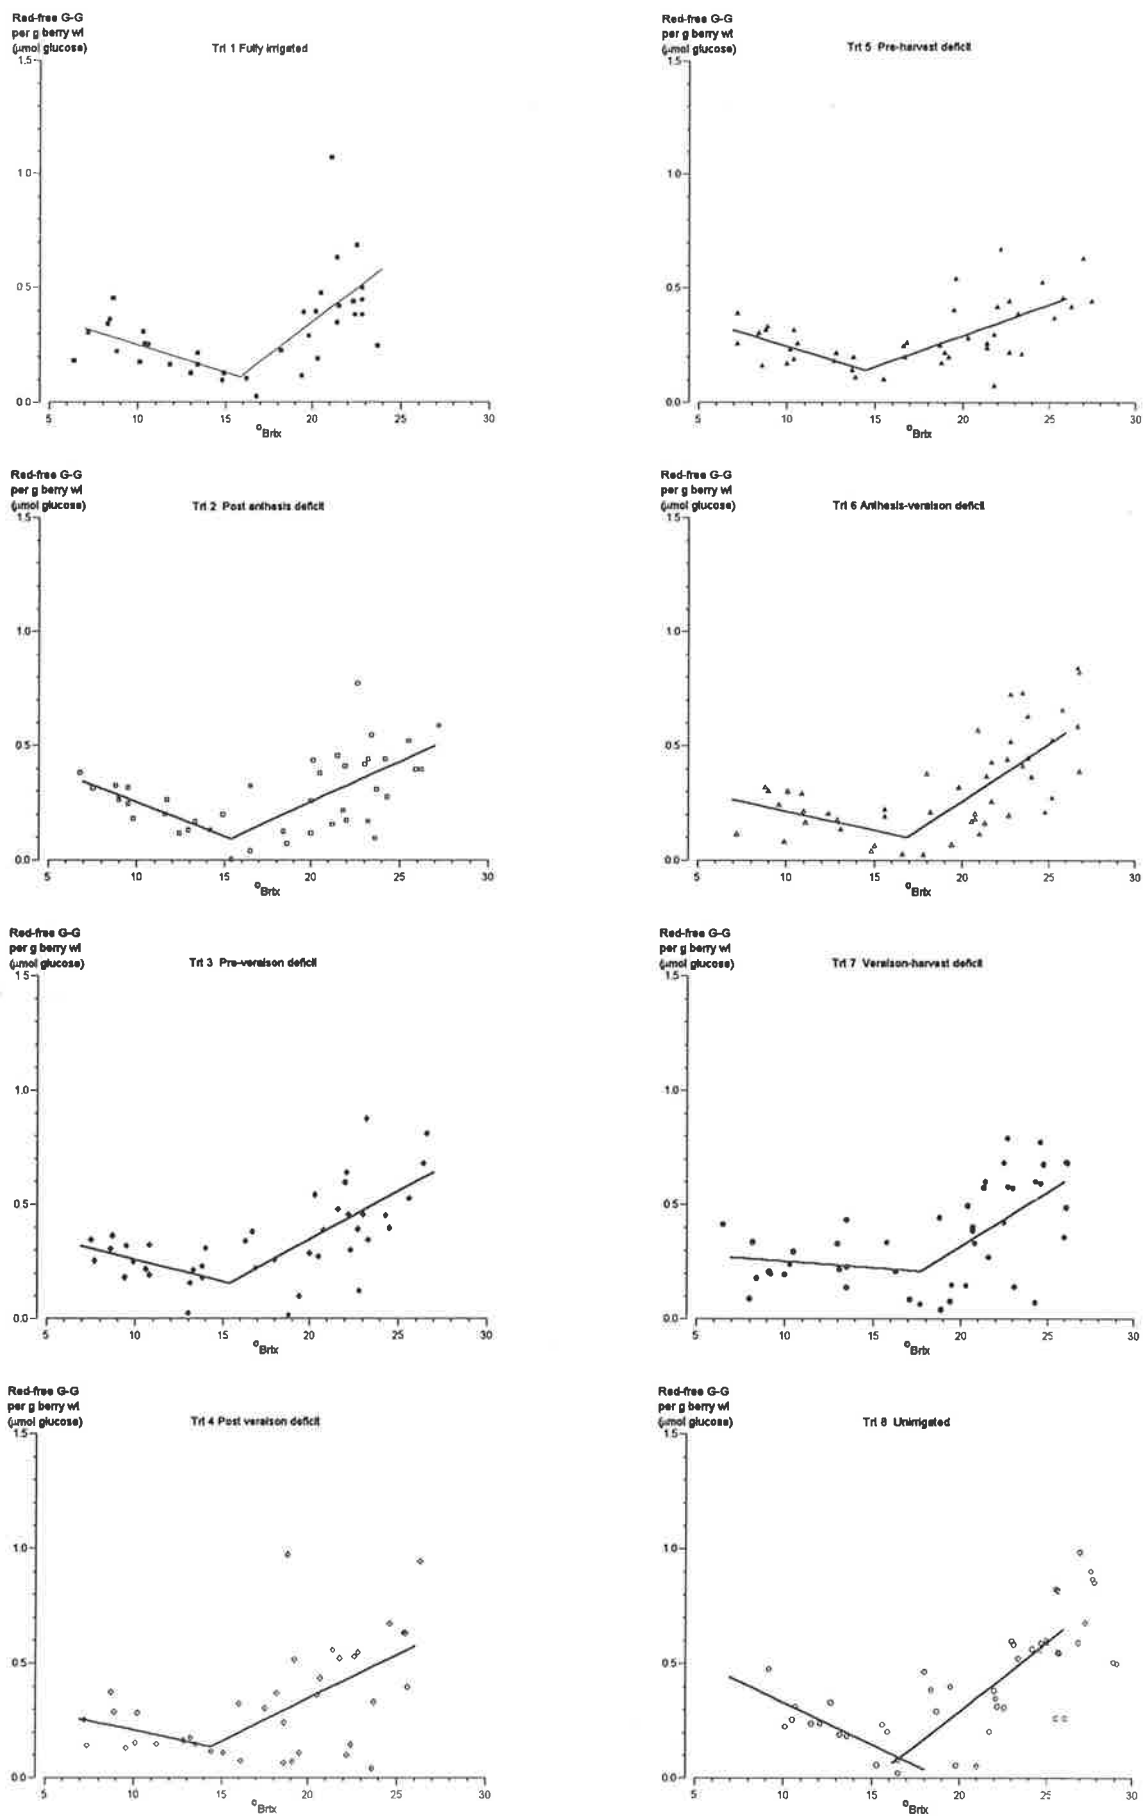 Red-free G-G
per g berry wt
(µmol glucose)
Trt 1 Fully irrigated
1.5
1.0
0.5
0.0
5 10 15 20 25 30
°Brix
Red-free G-G
per g berry wt
(µmol glucose)
Trt 5 Pre-harvest deficit
1.5
1.0
0.5
0.0
5 10 15 20 25 30
°Brix
Red-free G-G
per g berry wt
(µmol glucose)
Trt 2 Post anthesis deficit
1.5
1.0
0.5
0.0
5 10 15 20 25 30
°Brix
Red-free G-G
per g berry wt
(µmol glucose)
Trt 6 Anthesis-veraison deficit
1.5
1.0
0.5
0.0
5 10 15 20 25 30
°Brix
Red-free G-G
per g berry wt
(µmol glucose)
Trt 3 Pre-veraison deficit
1.5
1.0
0.5
0.0
5 10 15 20 25 30
°Brix
Red-free G-G
per g berry wt
(µmol glucose)
Trt 7 Veraison-harvest deficit
1.5
1.0
0.5
0.0
5 10 15 20 25 30
°Brix
Red-free G-G
per g berry wt
(µmol glucose)
Trt 4 Post veraison deficit
1.5
1.0
0.5
0.0
5 10 15 20 25 30
°Brix
Red-free G-G
per g berry wt
(µmol glucose)
Trt 8 Unirrigated
1.5
1.0
0.5
0.0
5 10 15 20 25 30
°Brix